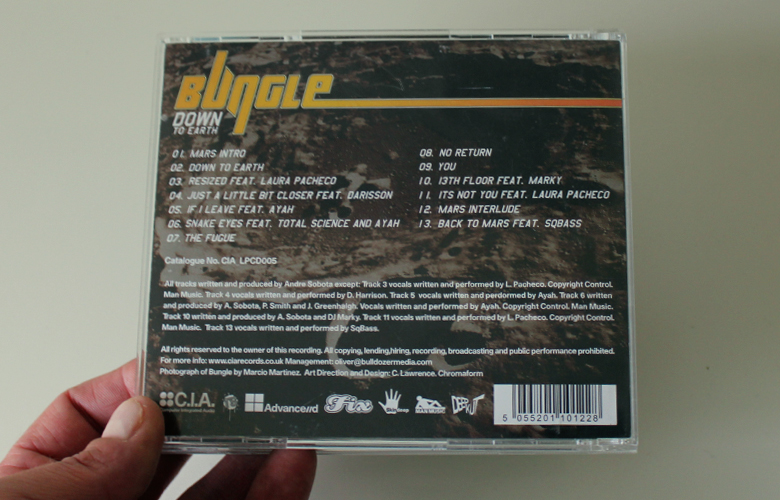 BUNGLE
DOWN
TO EARTH
01. MARS INTRO
02. DOWN TO EARTH
03. RESIZED FEAT. LAURA PACHECO
04. JUST A LITTLE BIT CLOSER FEAT. DARISSON
05. IF I LEAVE FEAT. AYAH
06. SNAKE EYES FEAT. TOTAL SCIENCE AND AYAH
07. THE FUGUE
08. NO RETURN
09. YOU
10. 13TH FLOOR FEAT. MARKY
11. ITS NOT YOU FEAT. LAURA PACHECO
12. MARS INTERLUDE
13. BACK TO MARS FEAT. SQBASS
Catalogue No. CIA LPCD005
All tracks written and produced by Andre Sobota except: Track 3 vocals written and performed by L. Pacheco. Copyright Control.
Man Music. Track 4 vocals written and performed by D. Harrison. Track 5 vocals written and perdormed by Ayah. Track 6 written
and produced by A. Sobota, P. Smith and J. Greenhalgh. Vocals written and performed by Ayah. Copyright Control. Man Music.
Track 10 written and produced by A. Sobota and DJ Marky. Track 11 vocals written and performed by L. Pacheco. Copyright Control.
Man Music. Track 13 vocals written and performed by SqBass.
All rights reserved to the owner of this recording. All copying, lending,hiring, recording, broadcasting and public performance prohibited.
For more info: www.ciarecords.co.uk Management: oliver@bulldozermedia.com
Photograph of Bungle by Marcio Martinez. Art Direction and Design: C. Lawrence. Chromaform
C.I.A.
Advance//rd
Fix
5 055201 101228